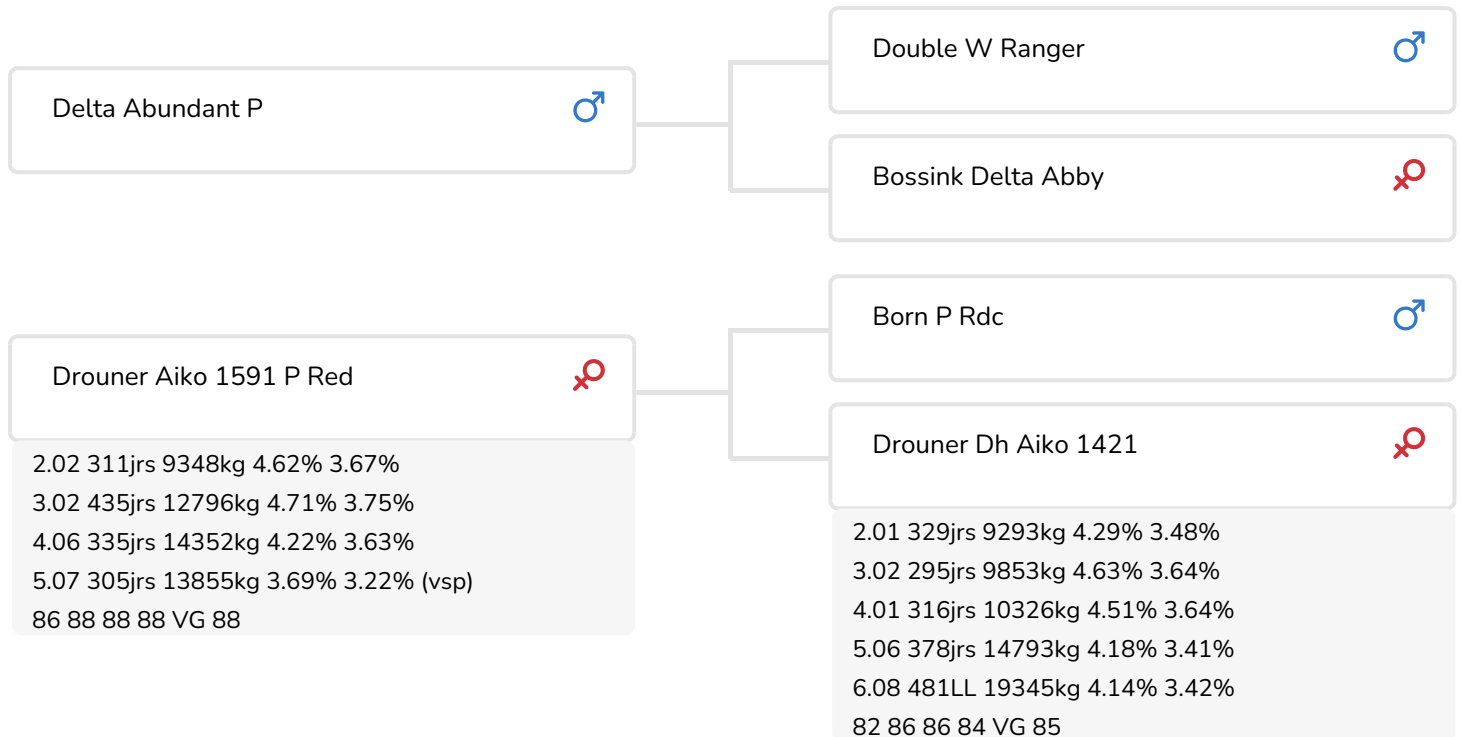 Delta Abundant P
Double W Ranger
Bossink Delta Abby
Drouner Aiko 1591 P Red
2.02 311jrs 9348kg 4.62% 3.67%
3.02 435jrs 12796kg 4.71% 3.75%
4.06 335jrs 14352kg 4.22% 3.63%
5.07 305jrs 13855kg 3.69% 3.22% (vsp)
86 88 88 88 VG 88
Born P Rdc
Drouner Dh Aiko 1421
2.01 329jrs 9293kg 4.29% 3.48%
3.02 295jrs 9853kg 4.63% 3.64%
4.01 316jrs 10326kg 4.51% 3.64%
5.06 378jrs 14793kg 4.18% 3.41%
6.08 481LL 19345kg 4.14% 3.42%
82 86 86 84 VG 85